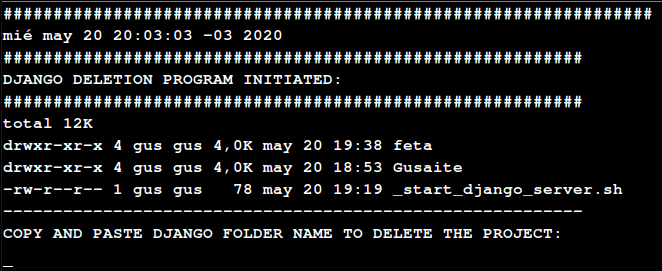 #################################################################
mié may 20 20:03:03 -03 2020
##########################################################
DJANGO DELETION PROGRAM INITIATED:
##########################################################
total 12K
drwxr-xr-x 4 gus gus 4,0K may 20 19:38 feta
drwxr-xr-x 4 gus gus 4,0K may 20 18:53 Gusaite
-rw-r--r-- 1 gus gus   78 may 20 19:19 _start_django_server.sh
----------------------------------------------------------
COPY AND PASTE DJANGO FOLDER NAME TO DELETE THE PROJECT:
_